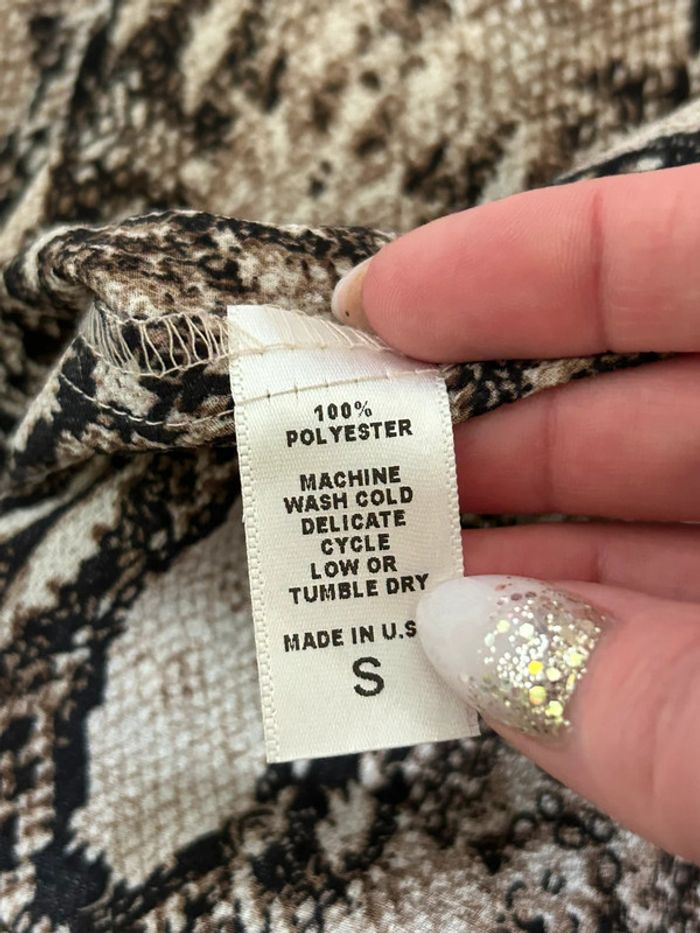 100%
POLYESTER
MACHINE
WASH COLD
DELICATE
CYCLE
LOW OR
TUMBLE DRY
MADE IN U.S
S